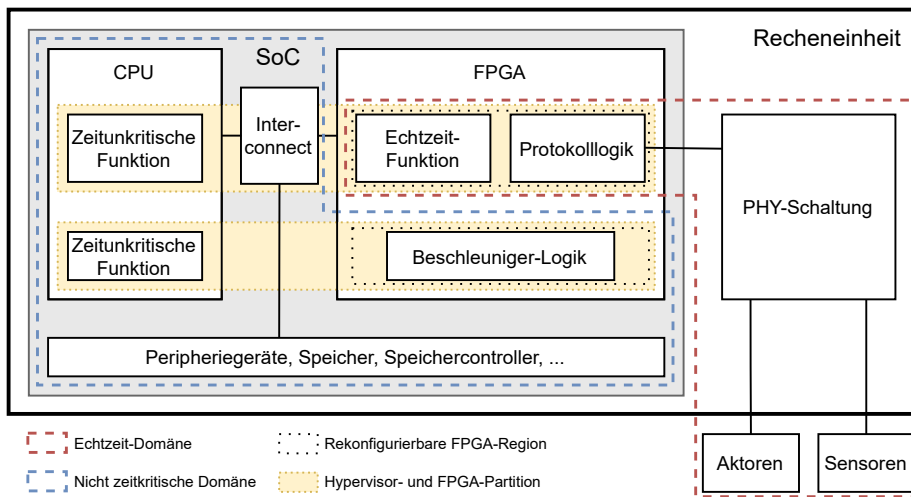 Recheneinheit
SoC
CPU
FPGA
Zeitunkritische
Funktion
Inter-
connect
Echtzeit-
Funktion
Protokolllogik
PHY-Schaltung
Zeitunkritische
Funktion
Beschleuniger-Logik
Peripheriegeräte, Speicher, Speichercontroller, ...
Aktoren
Sensoren
Echtzeit-Domäne
Rekonfigurierbare FPGA-Region
Nicht zeitkritische Domäne
Hypervisor- und FPGA-Partition